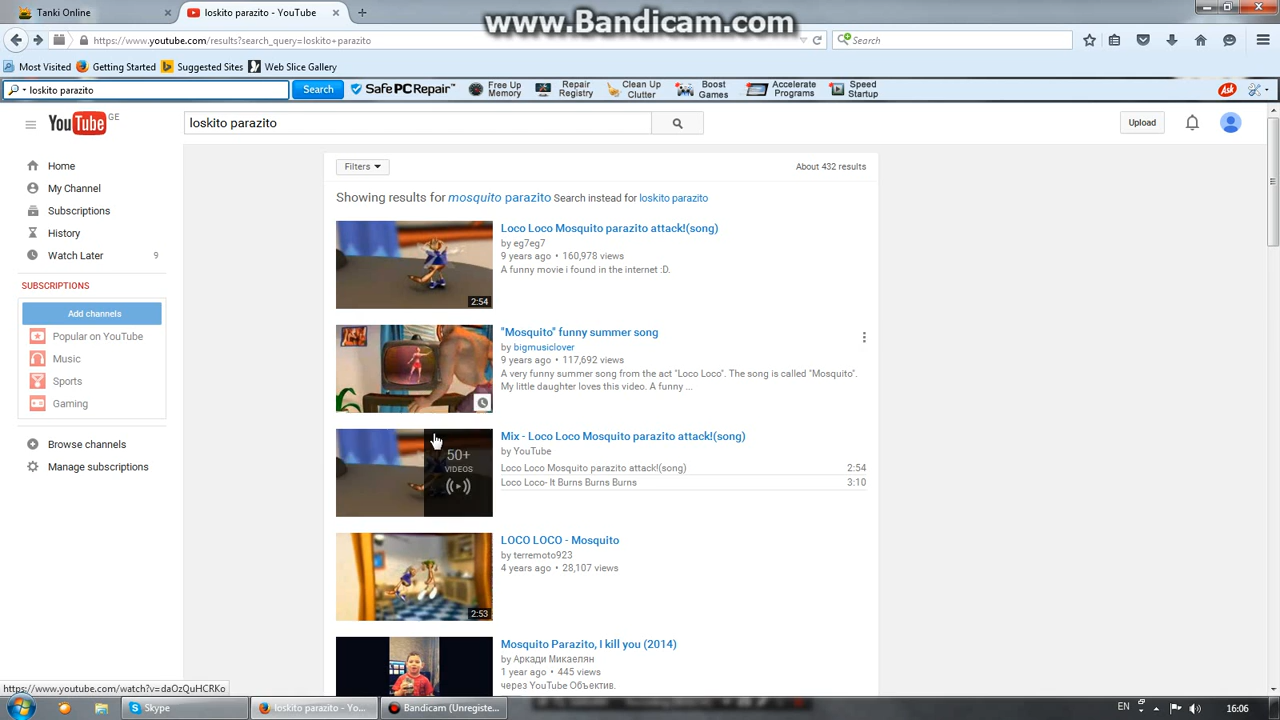 www.Bandicam.com
Tanki Online
loskito parazito - YouTube
https://www.youtube.com/results?search_query=loskito+parazito
Search
Most Visited Getting Started Suggested Sites Web Slice Gallery
loskito parazito Search SafePCRepair™ Free Up Memory Repair Registry Clean Up Clutter Boost Games Accelerate Programs Speed Startup Ask
YouTube GE
loskito parazito
Upload
Home
My Channel
Subscriptions
History
Watch Later 9
SUBSCRIPTIONS
Add channels
Popular on YouTube
Music
Sports
Gaming
Browse channels
Manage subscriptions
Filters
About 432 results
Showing results for mosquito parazito Search instead for loskito parazito
Loco Loco Mosquito parazito attack!(song)
by eg7eg7
9 years ago • 160,978 views
A funny movie i found in the internet :D.
2:54
"Mosquito" funny summer song
by bigmusiclover
9 years ago • 117,692 views
A very funny summer song from the act "Loco Loco". The song is called "Mosquito".
My little daughter loves this video. A funny ...
Mix - Loco Loco Mosquito parazito attack!(song)
by YouTube
Loco Loco Mosquito parazito attack!(song) 2:54
Loco Loco- It Burns Burns Burns 3:10
50+
VIDEOS
LOCO LOCO - Mosquito
by terremoto923
4 years ago • 28,107 views
2:53
Mosquito Parazito, I kill you (2014)
by Аркади Микаелян
1 year ago • 445 views
через YouTube Объектив.
https://www.youtube.com/watch?v=daOzQuHCRKo
Skype
loskito parazito - Yo...
Bandicam (Unregiste...
EN
16:06